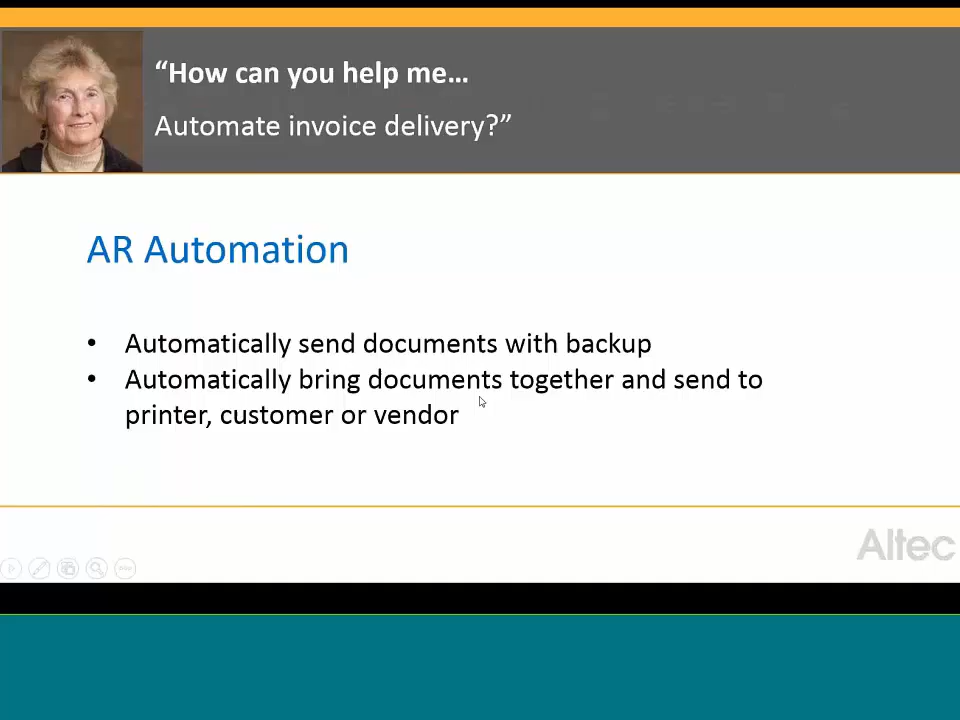 “How can you help me...
Automate invoice delivery?”
AR Automation
• Automatically send documents with backup
• Automatically bring documents together and send to
printer, customer or vendor
Altec